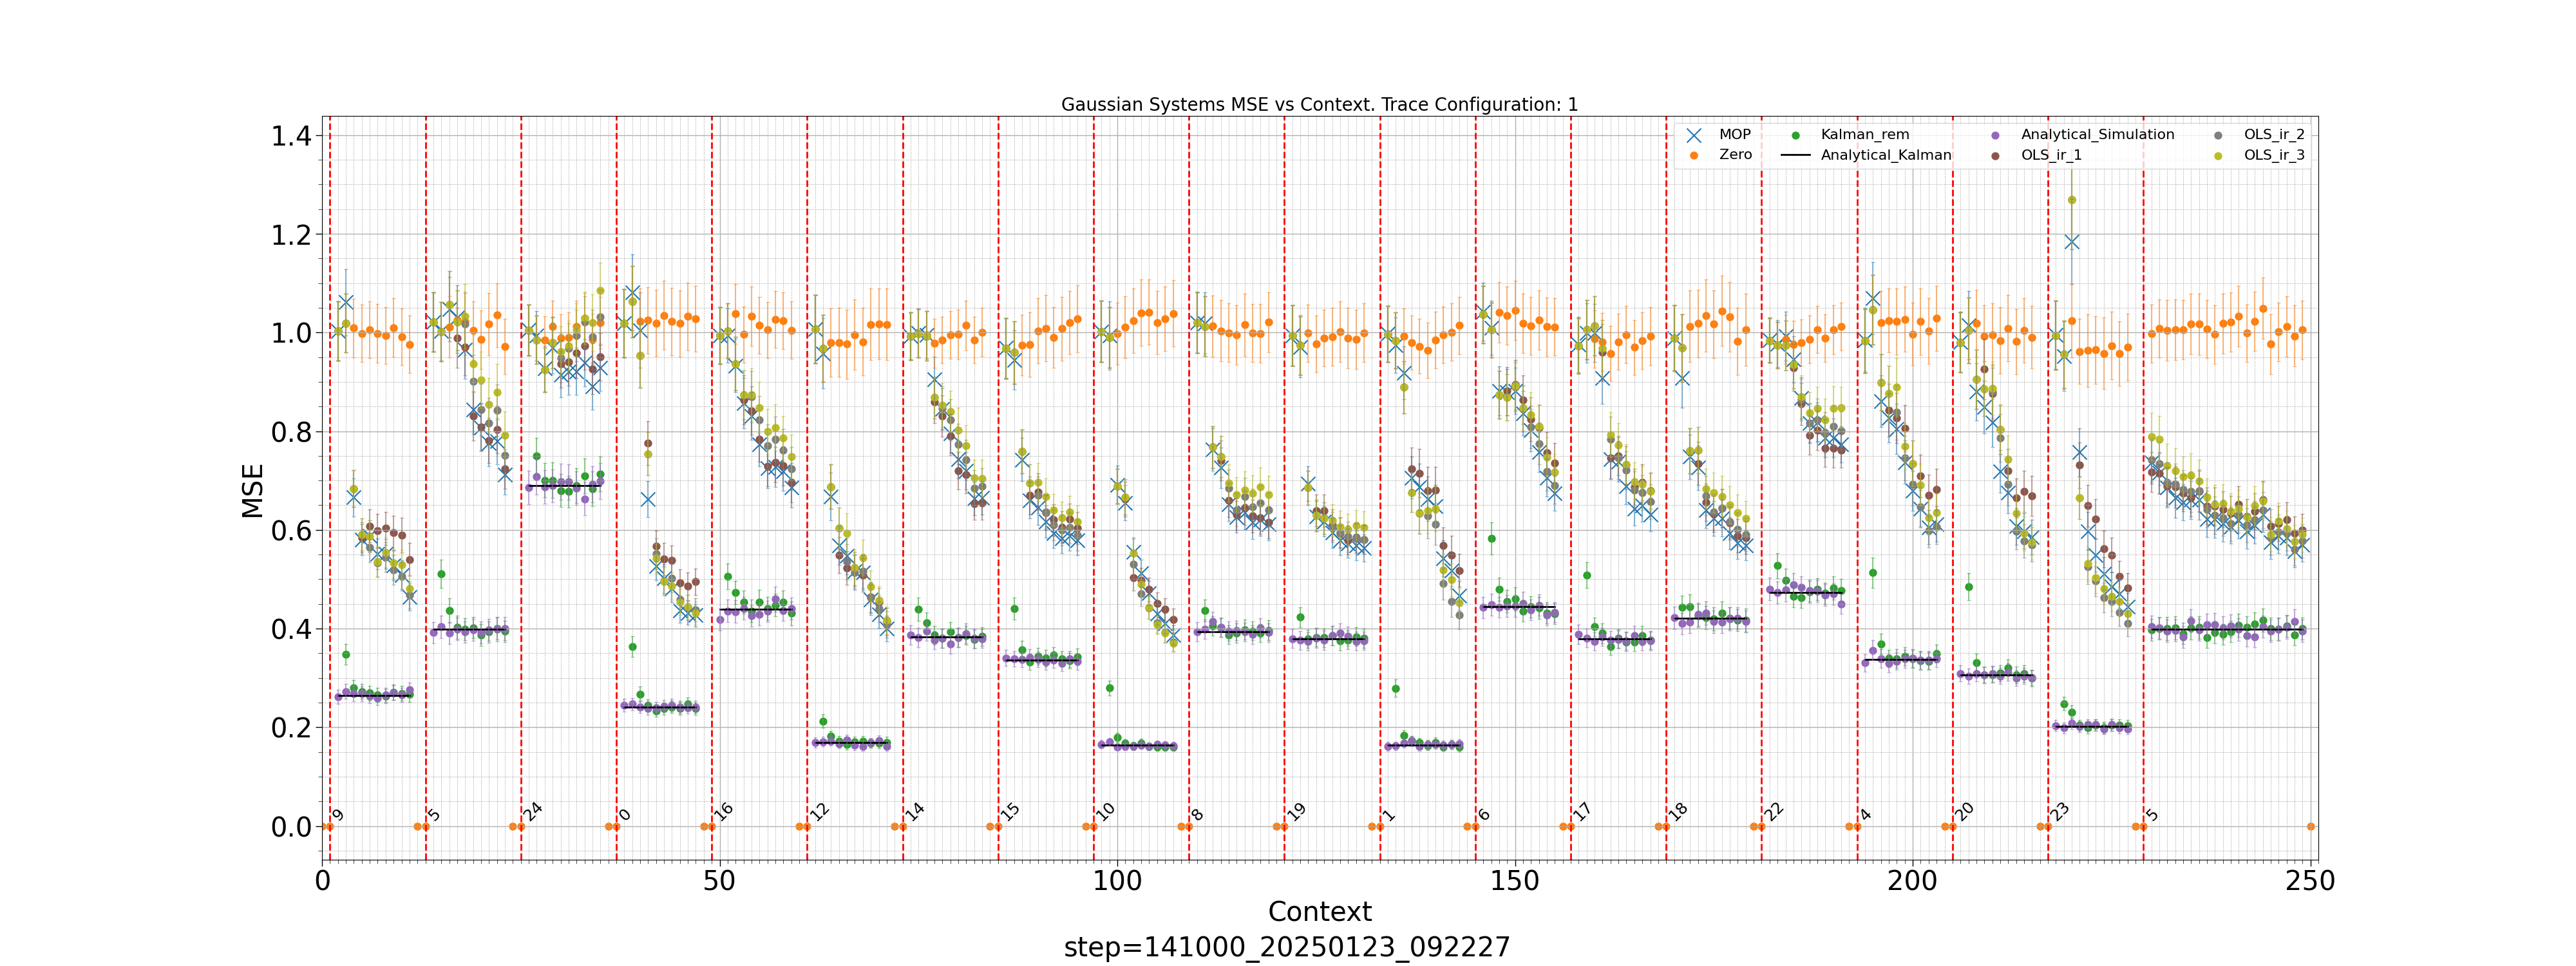 Gaussian Systems MSE vs Context. Trace Configuration: 1
MOP Kalman_rem Analytical_Simulation OLS_ir_2
Zero Analytical_Kalman OLS_ir_1 OLS_ir_3
MSE
1.4
1.2
1.0
0.8
0.6
0.4
0.2
0.0
9 5 24 0 16 12 14 15 10 8 19 1 6 17 18 22 4 20 23 5
0 50 100 150 200 250
Context
step=141000_20250123_092227